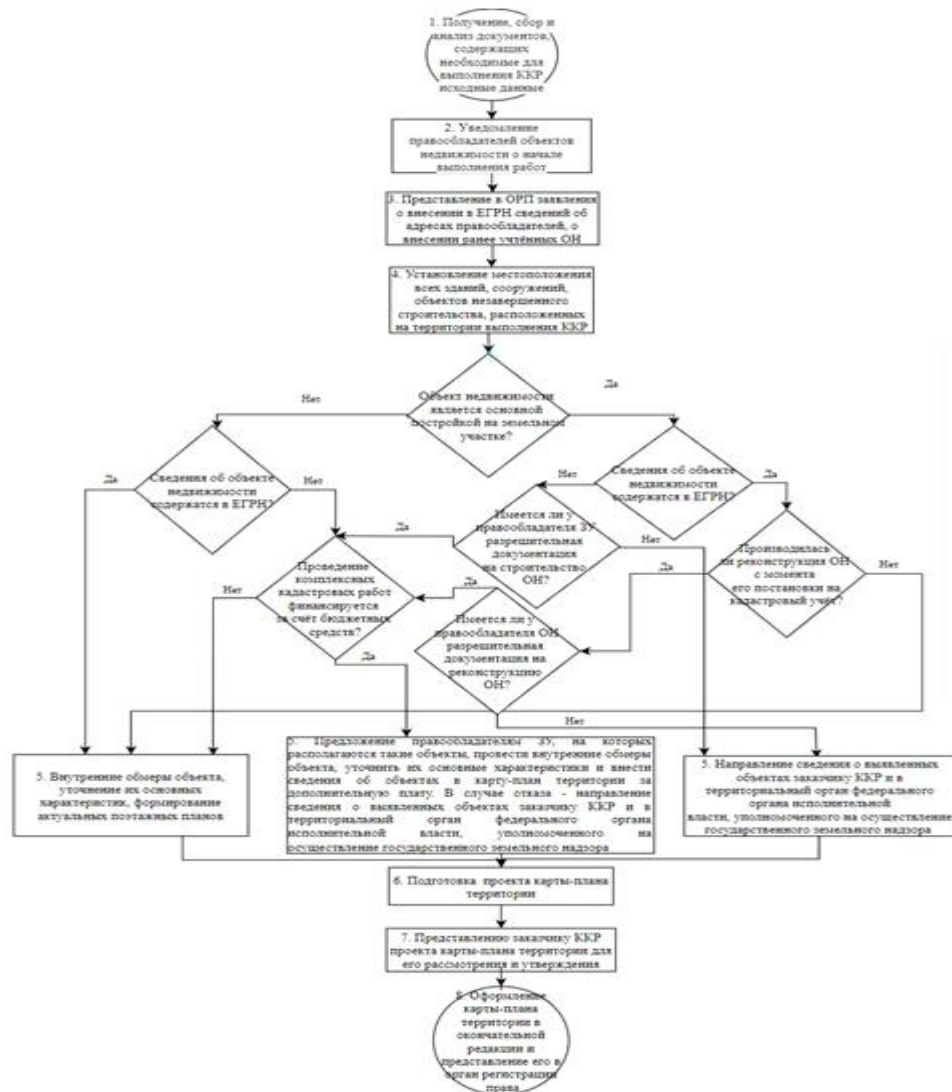 1. Получение, сбор и
анализ документов,
содержащих
необходимые для
выполнения ККР
исходные данные
2. Уведомление
правообладателей объектов
недвижимости о начале
выполнения работ
3. Представление в ОРП заявления
о внесении в ЕГРН сведений об
адресах правообладателей, о
внесении ранее учтённых ОН
4. Установление местоположения
всех зданий, сооружений,
объектов незавершенного
строительства, расположенных
на территории выполнения ККР
Объект недвижимости
является основной
постройкой на земельном
участке?
Нет
Да
Сведения об объекте
недвижимости
содержатся в ЕГРН?
Да
Нет
Сведения об объекте
недвижимости
содержатся в ЕГРН?
Нет
Да
Имеется ли у
правообладателя ЗУ
разрешительная
документация
на строительство
ОН?
Да
Нет
Производилась
ли реконструкция ОН
с момента
его постановки на
кадастровый учёт?
Да
Нет
Проведение
комплексных
кадастровых работ
финансируется
за счёт бюджетных
средств?
Нет
Да
Имеется ли у
правообладателя ОН
разрешительная
документация на
реконструкцию
ОН?
Да
Нет
5. Внутренние обмеры объекта,
уточнение их основных
характеристик, формирование
актуальных поэтажных планов
5. Предложение правообладателям ЗУ, на которых
располагаются такие объекты, провести внутренние обмеры
объекта, уточнить их основные характеристики и внести
сведения об объектах в карту-план территории за
дополнительную плату. В случае отказа - направление
сведения о выявленных объектах заказчику ККР и в
территориальный орган федерального органа
исполнительной власти, уполномоченного на
осуществление государственного земельного надзора
5. Направление сведения о выявленных
объектах заказчику ККР и в
территориальный орган федерального
органа исполнительной
власти, уполномоченного на осуществление
государственного земельного надзора
6. Подготовка проекта карты-плана
территории
7. Представлению заказчику ККР
проекта карты-плана территории для
его рассмотрения и утверждения
8. Оформление
карты-плана
территории в
окончательной
редакции и
представление его в
орган регистрации
права